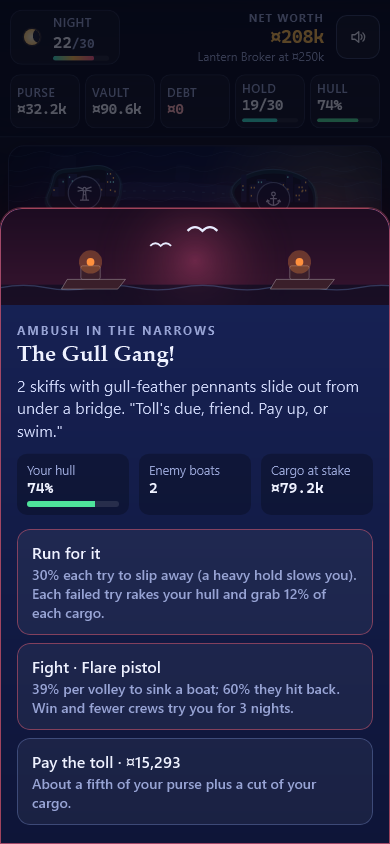 NIGHT
22/30
NET WORTH
¤208k
Lantern Broker at ¤250k
PURSE
¤32.2k
VAULT
¤90.6k
DEBT
¤0
HOLD
19/30
HULL
74%
AMBUSH IN THE NARROWS
The Gull Gang!
2 skiffs with gull-feather pennants slide out from
under a bridge. "Toll's due, friend. Pay up, or
swim."
Your hull
74%
Enemy boats
2
Cargo at stake
¤79.2k
Run for it
30% each try to slip away (a heavy hold slows you).
Each failed try rakes your hull and grab 12% of
each cargo.
Fight · Flare pistol
39% per volley to sink a boat; 60% they hit back.
Win and fewer crews try you for 3 nights.
Pay the toll · ¤15,293
About a fifth of your purse plus a cut of your
cargo.